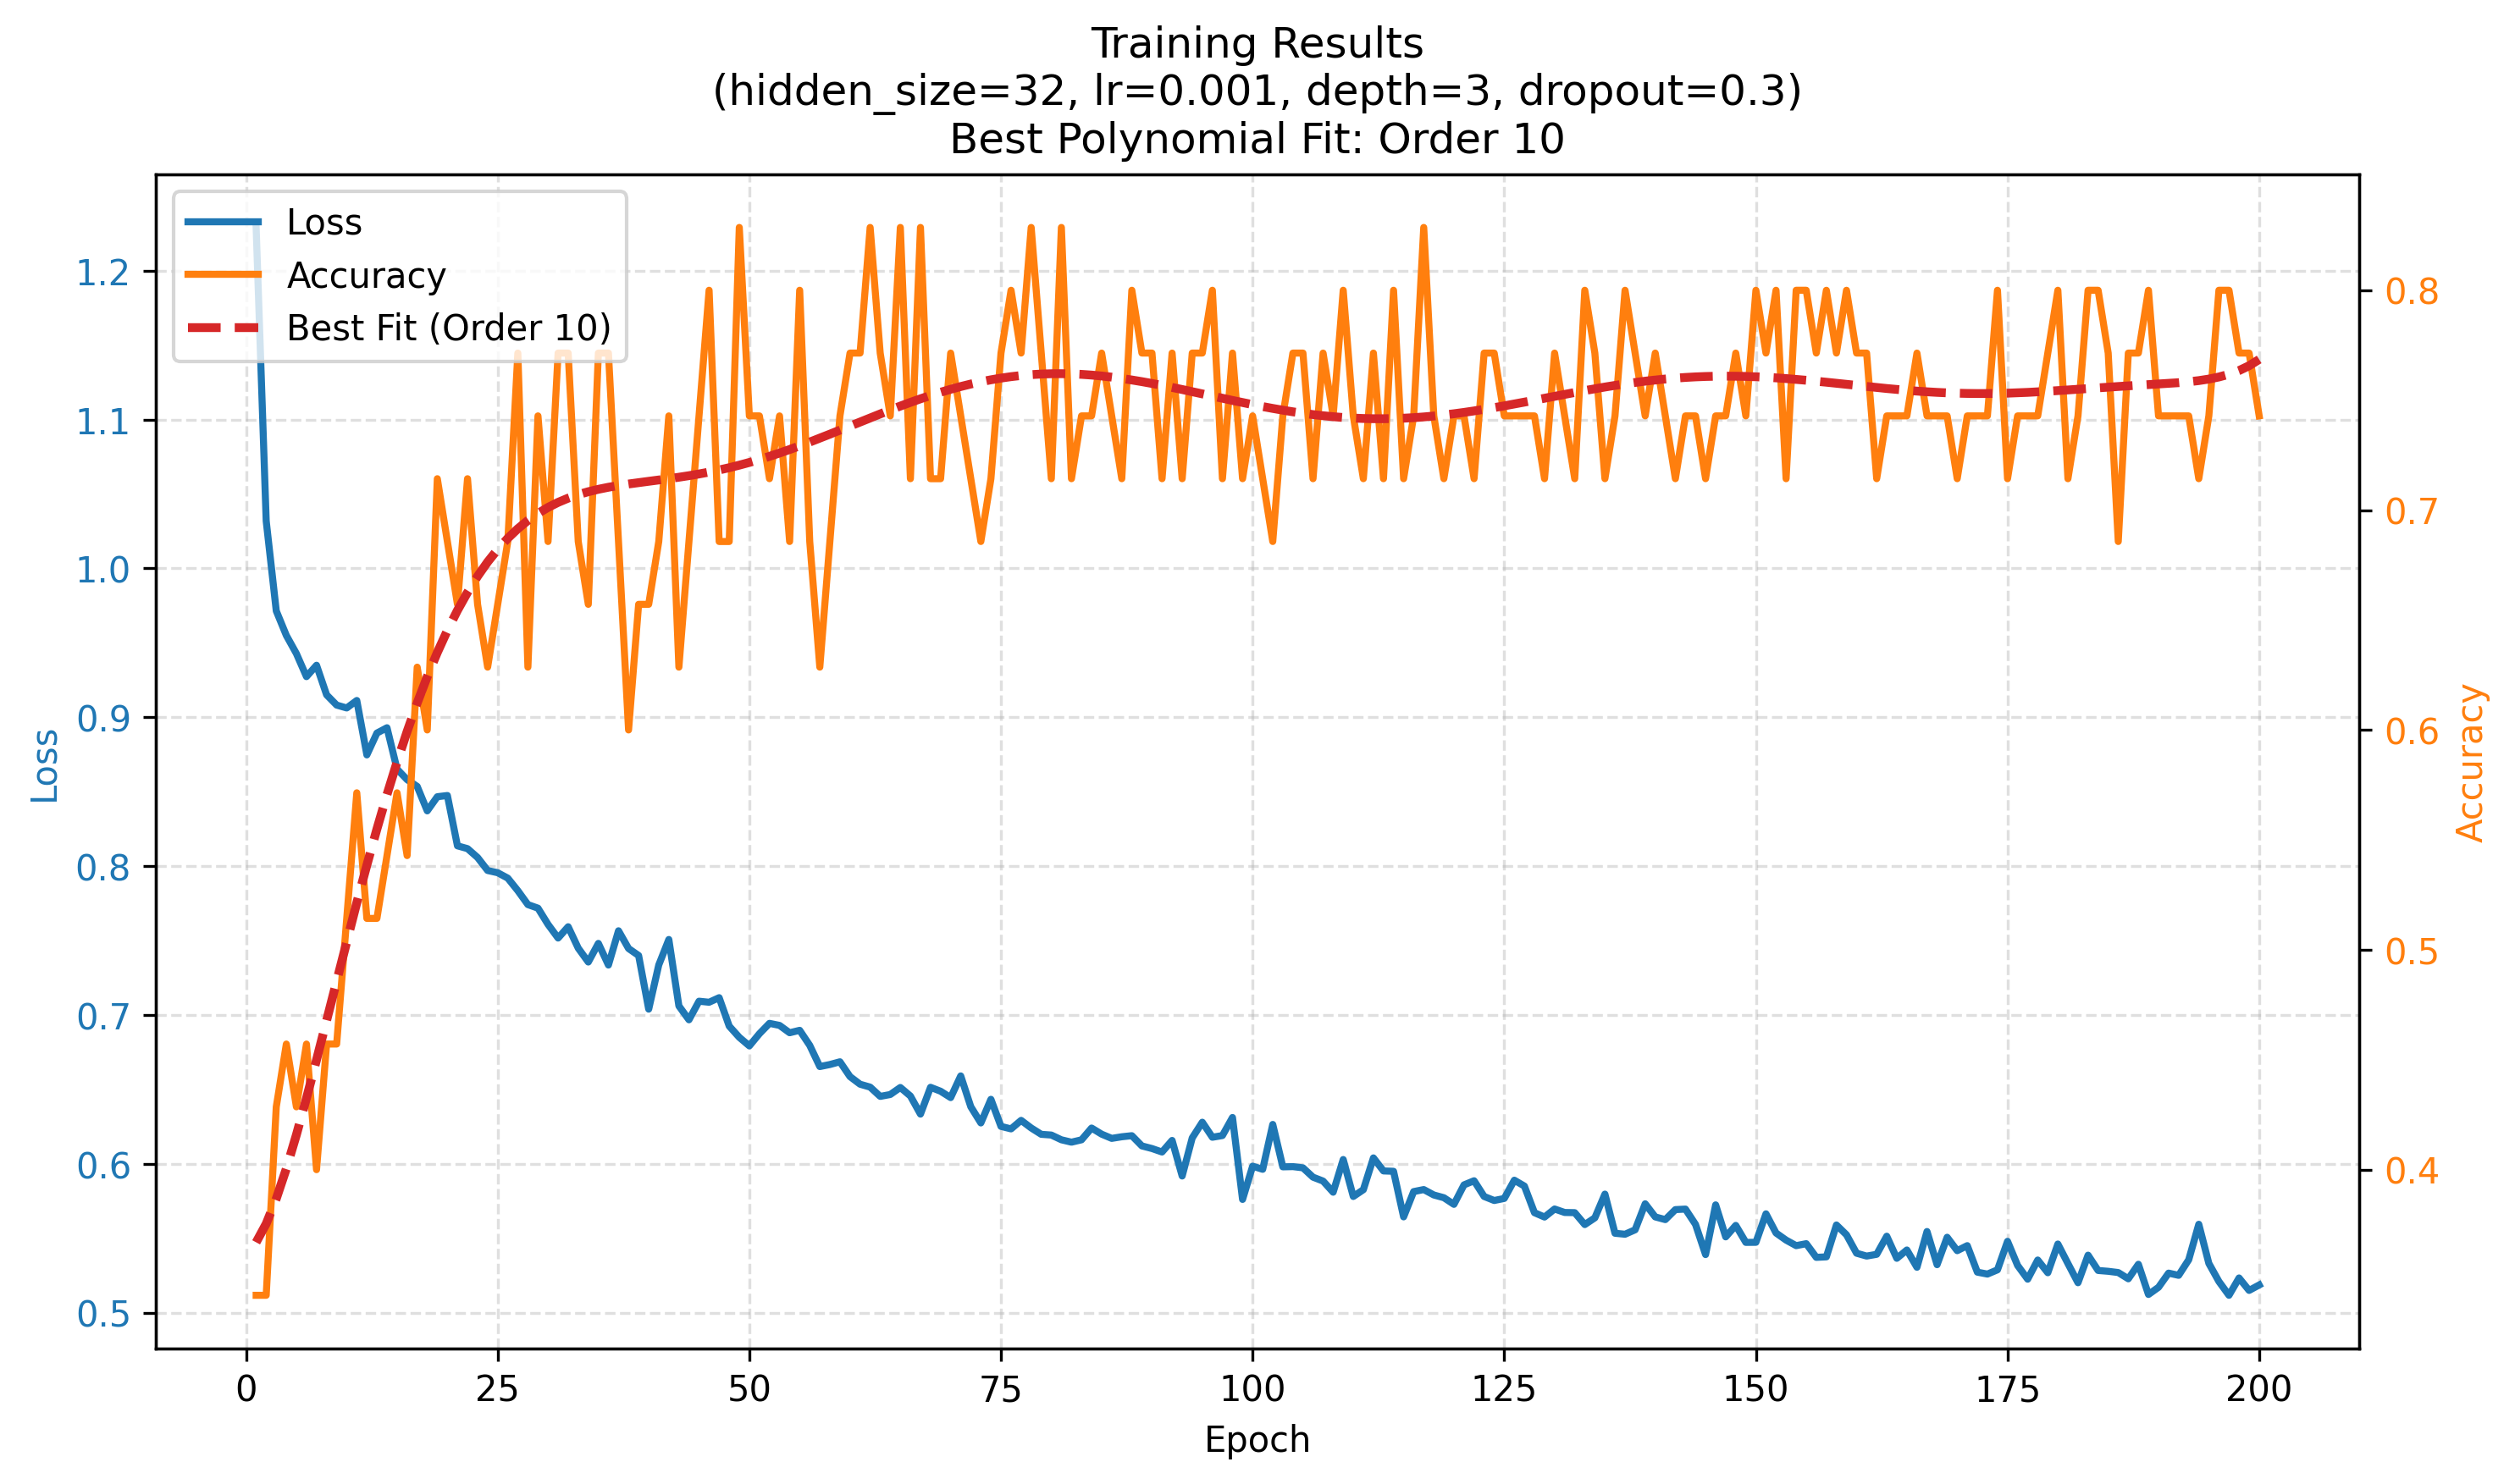 Training Results
(hidden_size=32, lr=0.001, depth=3, dropout=0.3)
Best Polynomial Fit: Order 10
Loss
Accuracy
Best Fit (Order 10)
1.2
1.1
1.0
0.9
0.8
0.7
0.6
0.5
Loss
0.8
0.7
0.6
0.5
0.4
Accuracy
0 25 50 75 100 125 150 175 200
Epoch